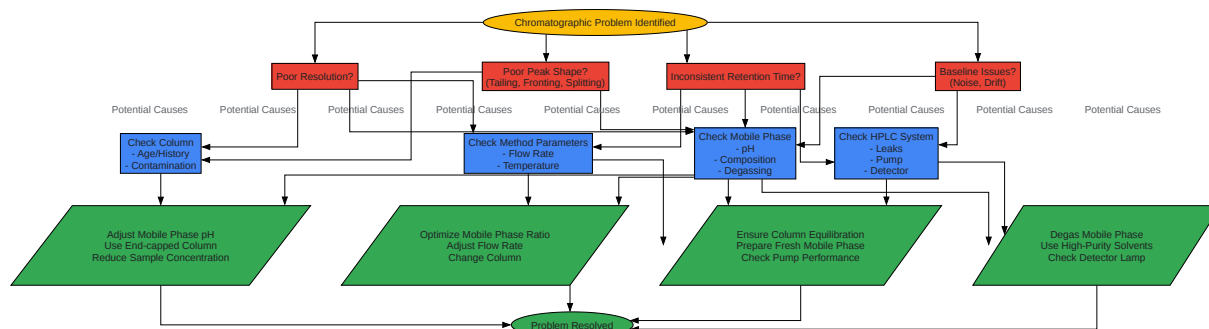 Chromatographic Problem Identified
Poor Resolution?
Poor Peak Shape?
(Tailing, Fronting, Splitting)
Inconsistent Retention Time?
Baseline Issues?
(Noise, Drift)
Potential Causes
Potential Causes
Potential Causes
Potential Causes
Potential Causes
Potential Causes
Potential Causes
Potential Causes
Potential Causes
Potential Causes
Check Column
- Age/History
- Contamination
Check Method Parameters
- Flow Rate
- Temperature
Check Mobile Phase
- pH
- Composition
- Degassing
Check HPLC System
- Leaks
- Pump
- Detector
Adjust Mobile Phase pH
Use End-capped Column
Reduce Sample Concentration
Optimize Mobile Phase Ratio
Adjust Flow Rate
Change Column
Ensure Column Equilibration
Prepare Fresh Mobile Phase
Check Pump Performance
Degas Mobile Phase
Use High-Purity Solvents
Check Detector Lamp
Problem Resolved